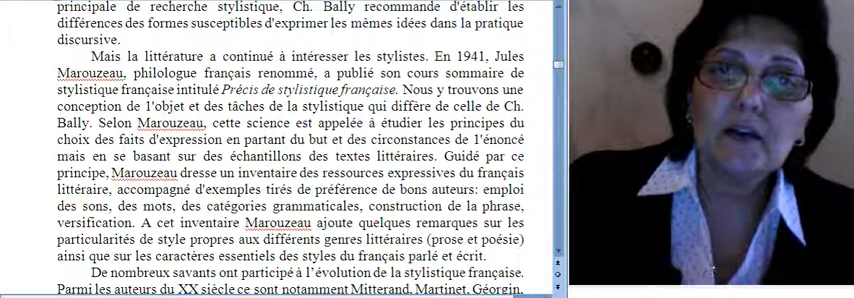 principale de recherche stylistique, Ch. Bally recommande d'établir les
différences des formes susceptibles d'exprimer les mêmes idées dans la pratique
discursive.
Mais la littérature a continué à intéresser les stylistes. En 1941, Jules
Marouzeau, philologue français renommé, a publié son cours sommaire de
stylistique française intitulé Précis de stylistique française. Nous y trouvons une
conception de l'objet et des tâches de la stylistique qui diffère de celle de Ch.
Bally. Selon Marouzeau, cette science est appelée à étudier les principes du
choix des faits d'expression en partant du but et des circonstances de l'énoncé
mais en se basant sur des échantillons des textes littéraires. Guidé par ce
principe, Marouzeau dresse un inventaire des ressources expressives du français
littéraire, accompagné d'exemples tirés de préférence de bons auteurs: emploi
des sons, des mots, des catégories grammaticales, construction de la phrase,
versification. A cet inventaire Marouzeau ajoute quelques remarques sur les
particularités de style propres aux différents genres littéraires (prose et poésie)
ainsi que sur les caractères essentiels des styles du français parlé et écrit.
De nombreux savants ont participé à l'évolution de la stylistique française.
Parmi les auteurs du XX siècle ce sont notamment Mitterand, Martinet, Géorgin,